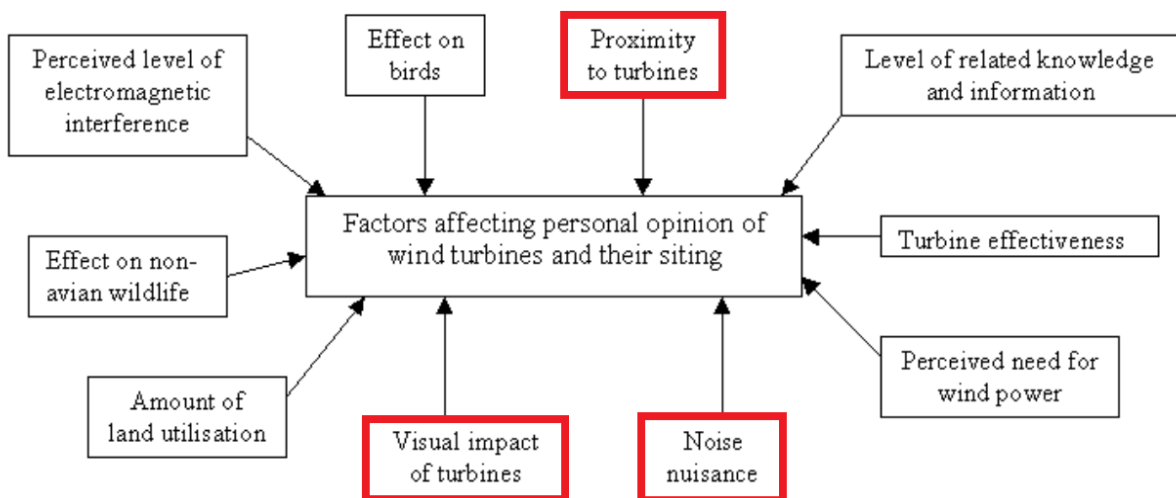 Perceived level of
electromagnetic
interference
Effect on
birds
Proximity
to turbines
Level of related knowledge
and information
Factors affecting personal opinion of
wind turbines and their siting
Turbine effectiveness
Effect on non-
avian wildlife
Perceived need for
wind power
Amount of
land utilisation
Visual impact
of turbines
Noise
nuisance